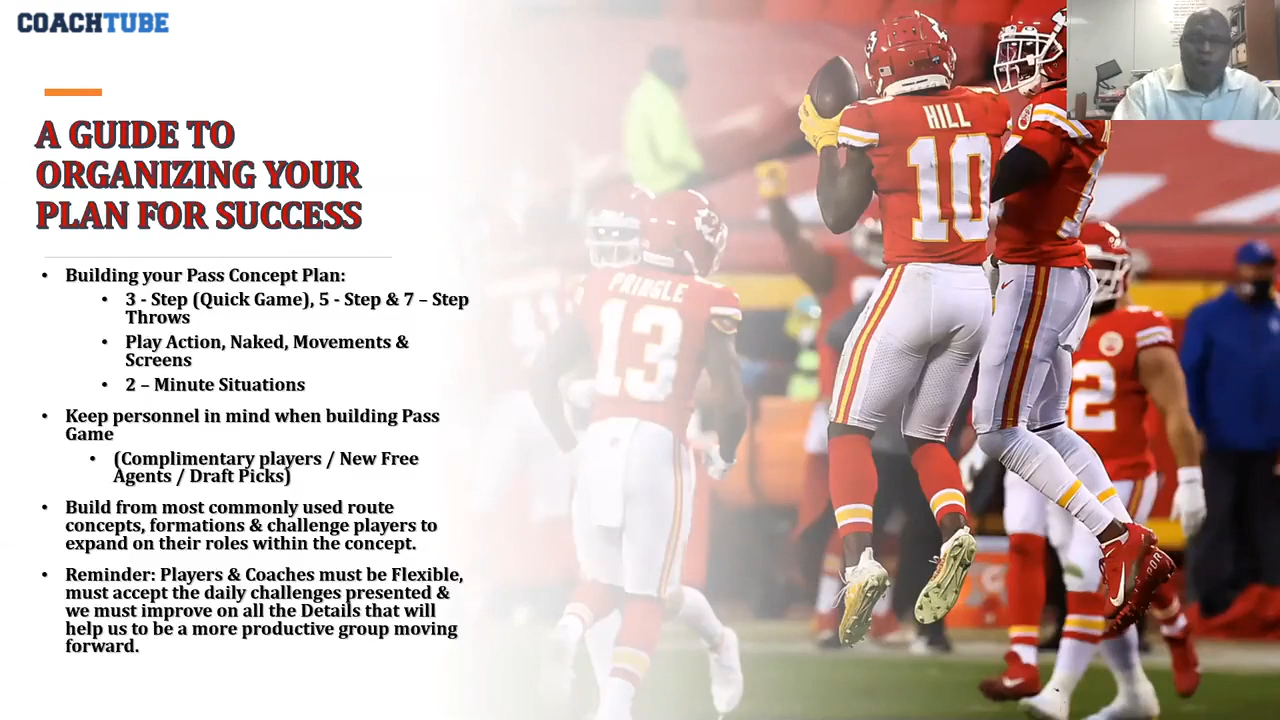 COACHTUBE
A GUIDE TO
ORGANIZING YOUR
PLAN FOR SUCCESS
• Building your Pass Concept Plan:
• 3 - Step (Quick Game), 5 - Step & 7 – Step
Throws
• Play Action, Naked, Movements &
Screens
• 2 – Minute Situations
• Keep personnel in mind when building Pass
Game
• (Complimentary players / New Free
Agents / Draft Picks)
• Build from most commonly used route
concepts, formations & challenge players to
expand on their roles within the concept.
• Reminder: Players & Coaches must be Flexible,
must accept the daily challenges presented &
we must improve on all the Details that will
help us to be a more productive group moving
forward.
HILL
10
10
PRINGLE
13